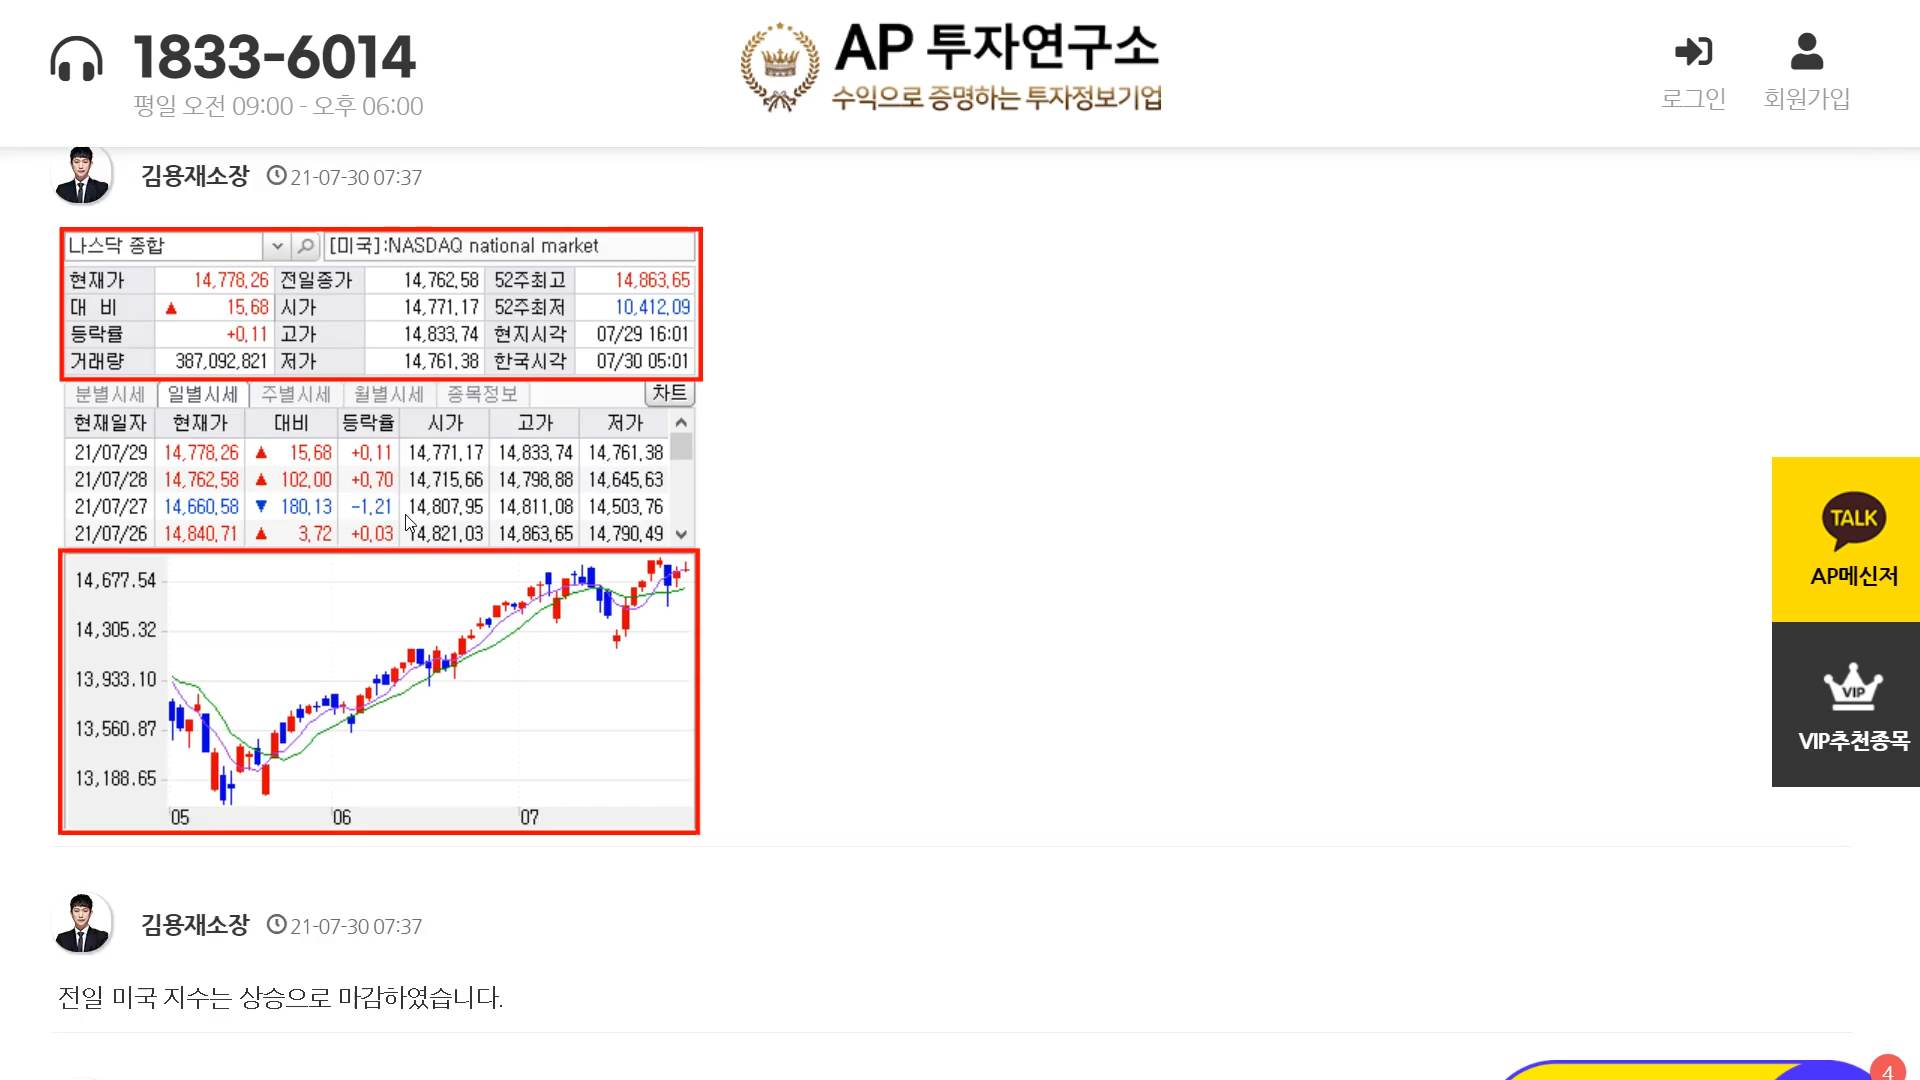 1833-6014
평일 오전 09:00 - 오후 06:00
AP 투자연구소
수익으로 증명하는 투자정보기업
로그인
회원가입
김용재소장 21-07-30 07:37
나스닥 종합 [미국]:NASDAQ national market
현재가 14,778,26 전일종가 14,762,58 52주최고 14,863,65
대 비 ▲ 15,68 시가 14,771,17 52주최저 10,412,09
등락률 +0,11 고가 14,833,74 현지시각 07/29 16:01
거래량 387,092,821 저가 14,761,38 한국시각 07/30 05:01
분별시세 일별시세 주별시세 월별시세 종목정보 차트
현재일자 현재가 대비 등락율 시가 고가 저가
21/07/29 14,778,26 ▲ 15,68 +0,11 14,771,17 14,833,74 14,761,38
21/07/28 14,762,58 ▲ 102,00 +0,70 14,715,66 14,798,88 14,645,63
21/07/27 14,660,58 ▼ 180,13 -1,21 14,807,95 14,811,08 14,503,76
21/07/26 14,840,71 ▲ 3,72 +0,03 14,821,03 14,863,65 14,790,49
14,677.54
14,305.32
13,933.10
13,560.87
13,188.65
05 06 07
TALK
AP메신저
VIP
VIP추천종목
김용재소장 21-07-30 07:37
전일 미국 지수는 상승으로 마감하였습니다.
4